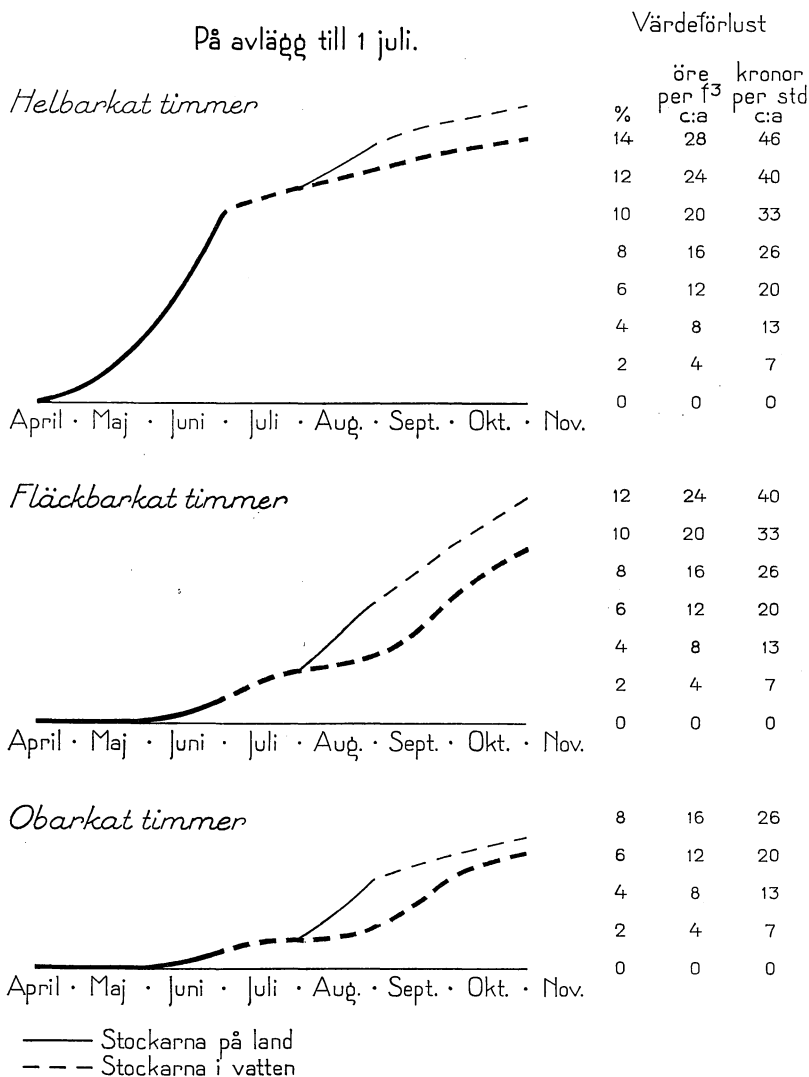 På avlägg till 1 juli.
Värdeförlust
% öre per f³ c:a kronor per std c:a
Helbarkat timmer
14 28 46
12 24 40
10 20 33
8 16 26
6 12 20
4 8 13
2 4 7
0 0 0
April · Maj · Juni · Juli · Aug. · Sept. · Okt. · Nov.
Fläckbarkat timmer
12 24 40
10 20 33
8 16 26
6 12 20
4 8 13
2 4 7
0 0 0
April · Maj · Juni · Juli · Aug. · Sept. · Okt. · Nov.
Obarkat timmer
8 16 26
6 12 20
4 8 13
2 4 7
0 0 0
April · Maj · Juni · Juli · Aug. · Sept. · Okt. · Nov.
Stockarna på land
Stockarna i vatten